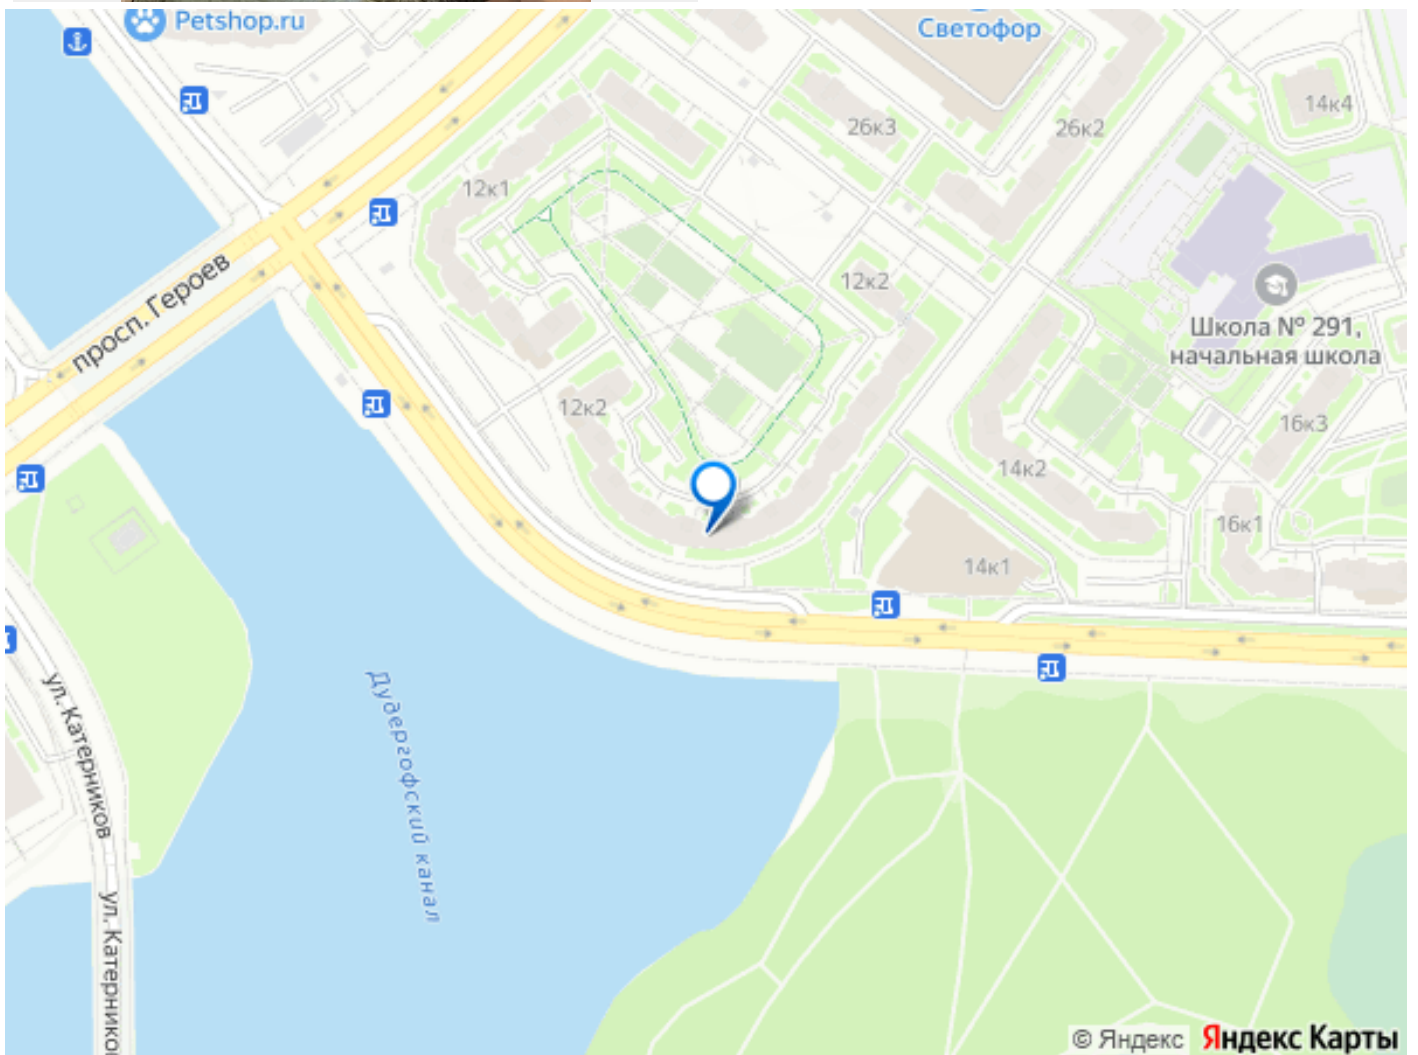 Petshop.ru
Светофор
14к4
26к3
26к2
12к1
12к2
просп. Героев
Школа № 291,
начальная школа
12к2
16к3
14к2
16к1
14к1
ул. Катерников
Дудергофский канал
ул. Катерников
© Яндекс Яндекс Карты